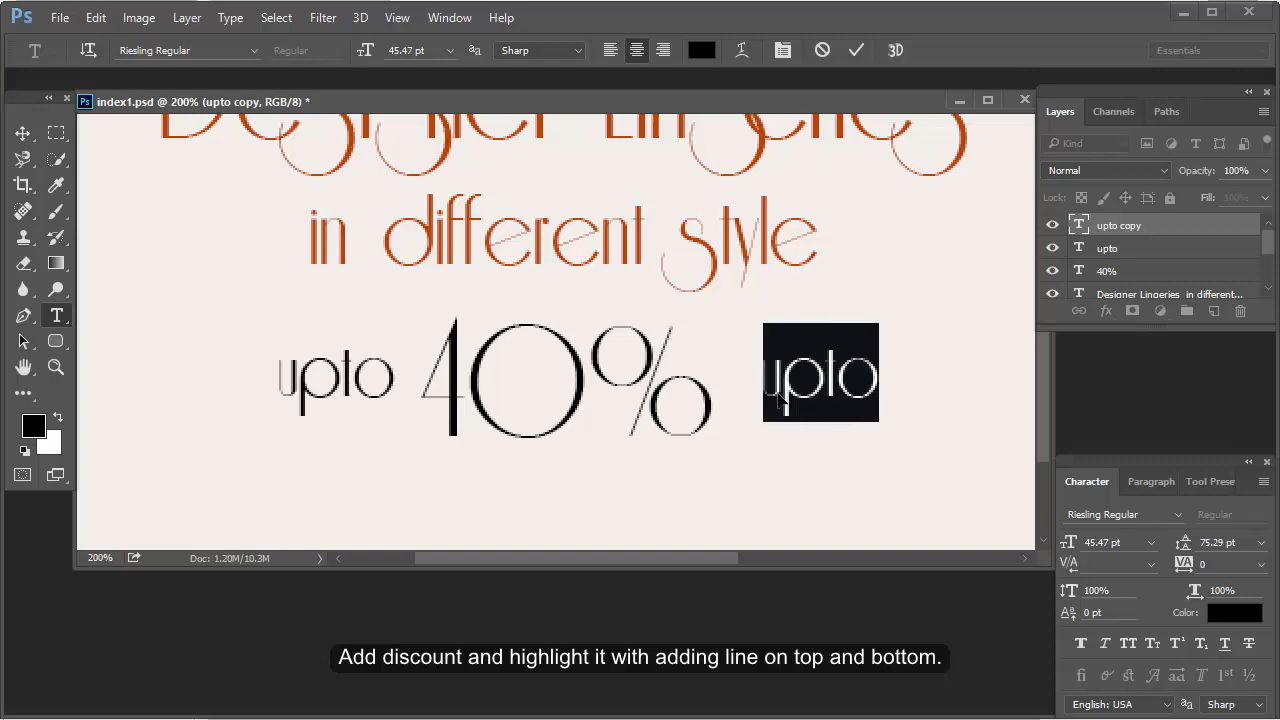 Ps File Edit Image Layer Type Select Filter 3D View Window Help
T Riesling Regular Regular 45.47 pt Sharp 3D Essentials
Ps index1.psd @ 200% (upto copy, RGB/8) *
Layers Channels Paths
Kind
Normal Opacity: 100%
Lock: Fill: 100%
T upto copy
T upto
T 40%
T Designer Lingeries in different...
Designer Lingeries
in different style
upto 40% upto
200% Doc: 1.20M/10.3M
Character Paragraph Tool Prese
Riesling Regular Regular
45.47 pt 75.29 pt
0
100% 100%
0 pt Color:
English: USA Sharp
Add discount and highlight it with adding line on top and bottom.